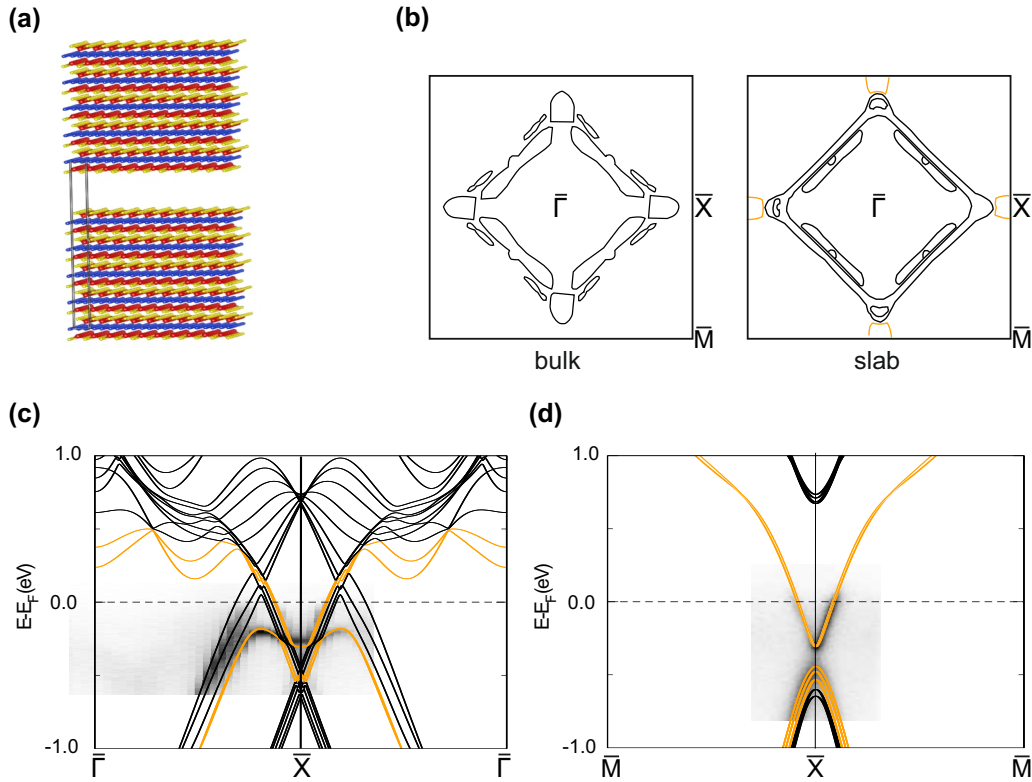 (a)
(b)
Γ̄
X̄
M̄
bulk
Γ̄
X̄
M̄
slab
(c)
1.0
0.0
-1.0
E-E_F(eV)
Γ̄
X̄
Γ̄
(d)
1.0
0.0
-1.0
E-E_F(eV)
M̄
X̄
M̄